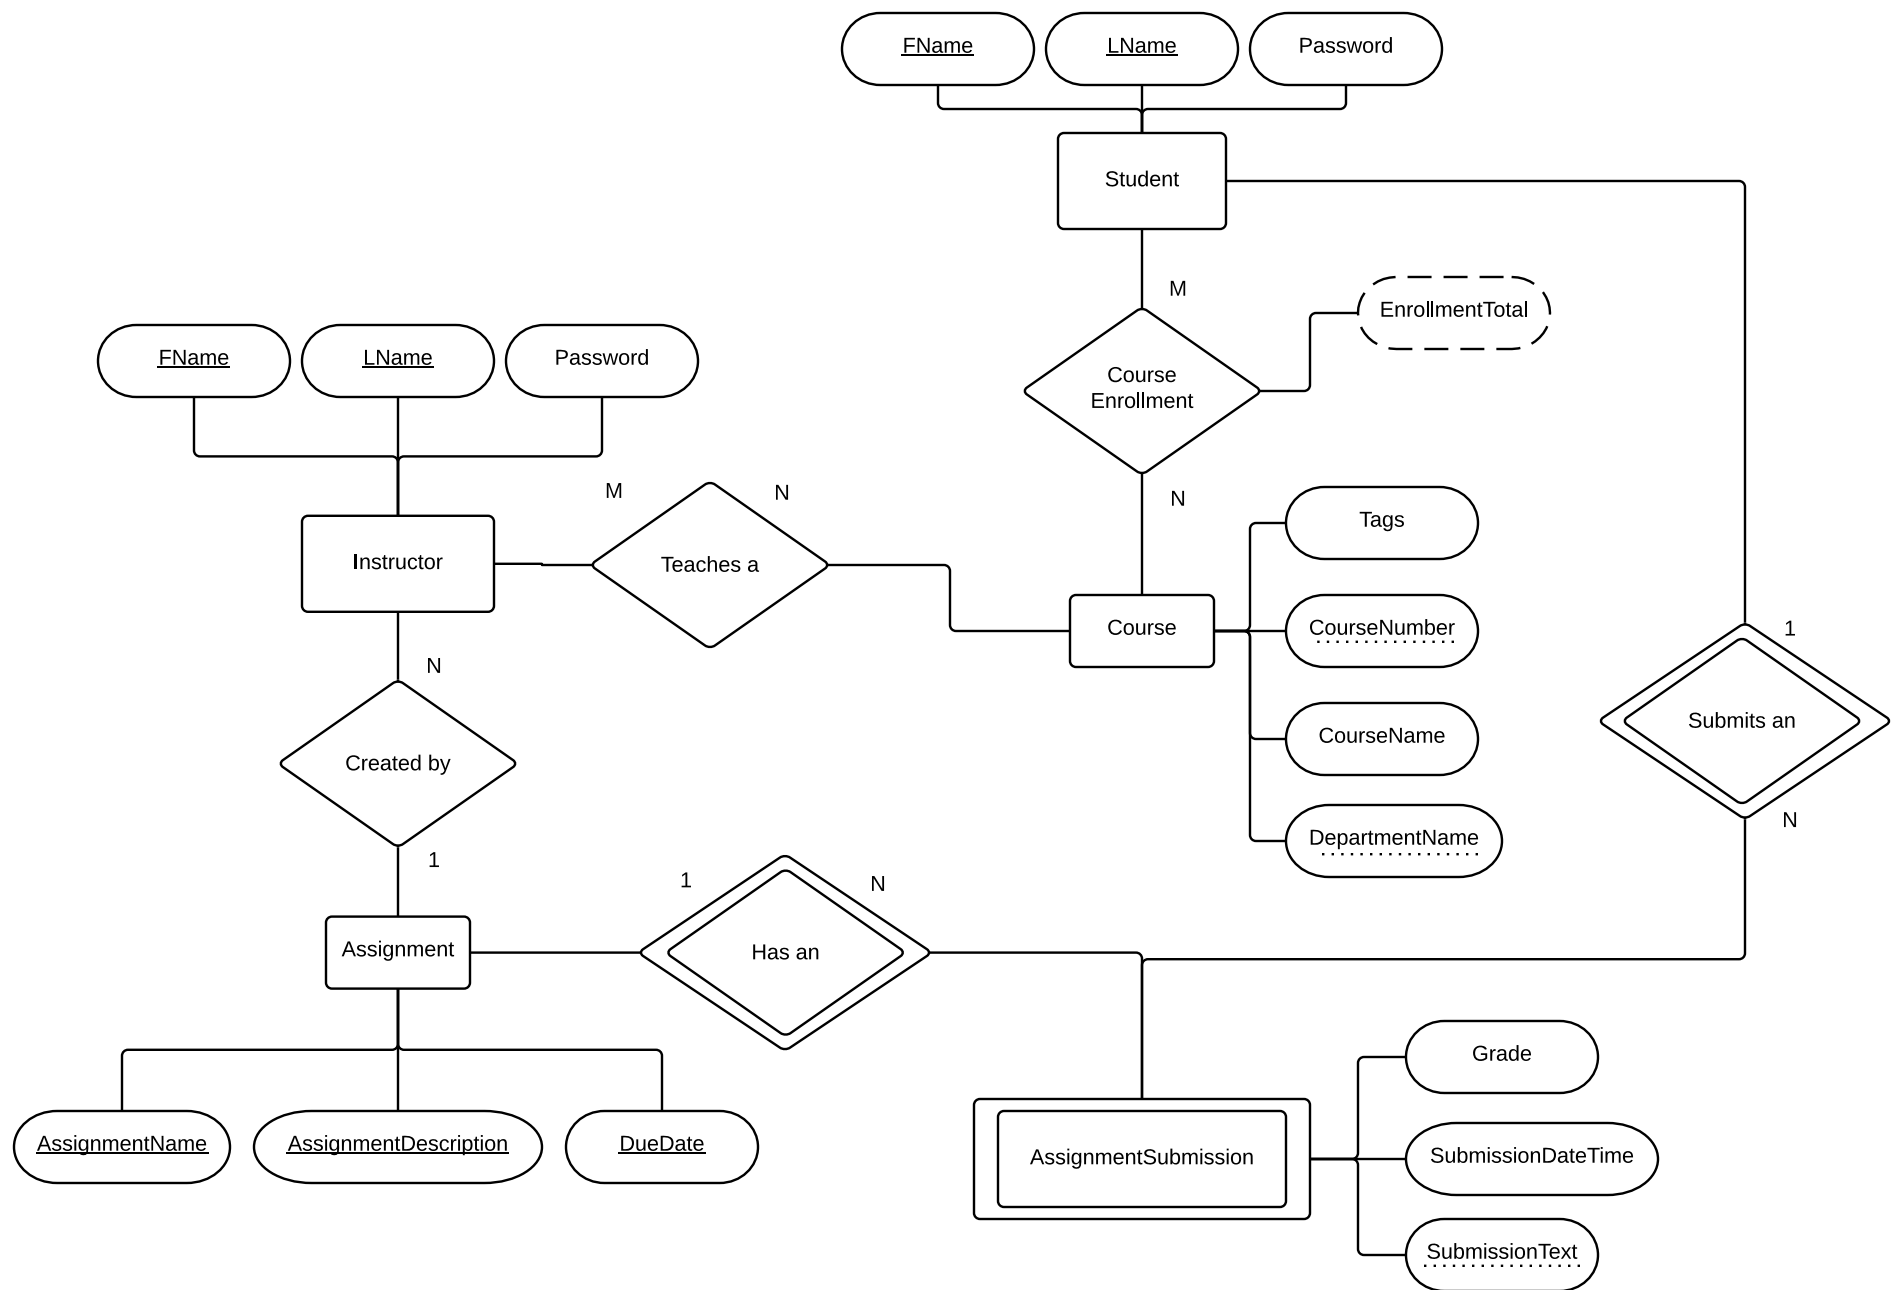 FName
LName
Password
Student
M
EnrollmentTotal
Course
Enrollment
FName
LName
Password
M
N
N
Instructor
Teaches a
Tags
Course
CourseNumber
1
N
Submits an
CourseName
Created by
N
DepartmentName
1
1
N
Assignment
Has an
Grade
AssignmentName
AssignmentDescription
DueDate
AssignmentSubmission
SubmissionDateTime
SubmissionText